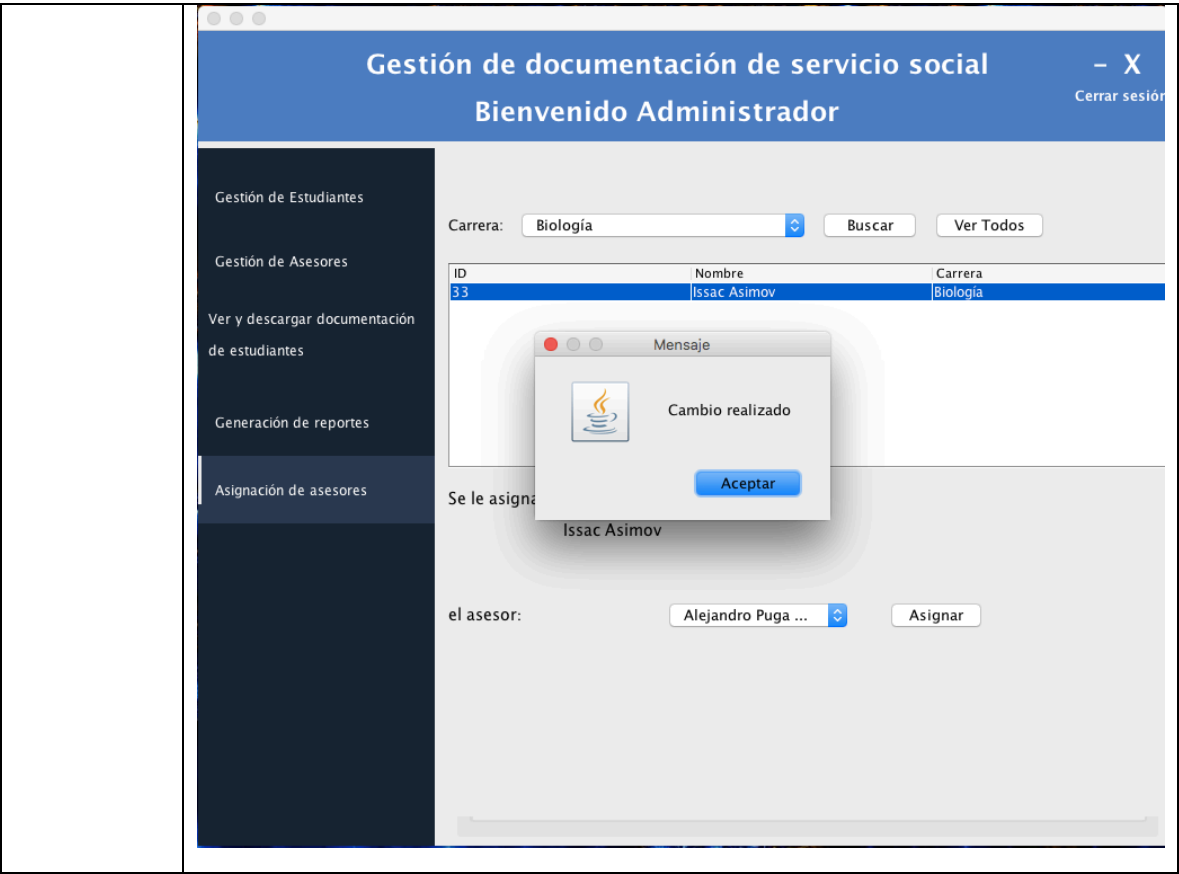 Gestión de documentación de servicio social
– X
Bienvenido Administrador
Cerrar sesión
Gestión de Estudiantes
Gestión de Asesores
Ver y descargar documentación
de estudiantes
Generación de reportes
Asignación de asesores
Carrera: Biología Buscar Ver Todos
ID Nombre Carrera
33 Issac Asimov Biología
Mensaje
Cambio realizado
Aceptar
Se le asigna
Issac Asimov
el asesor: Alejandro Puga ... Asignar